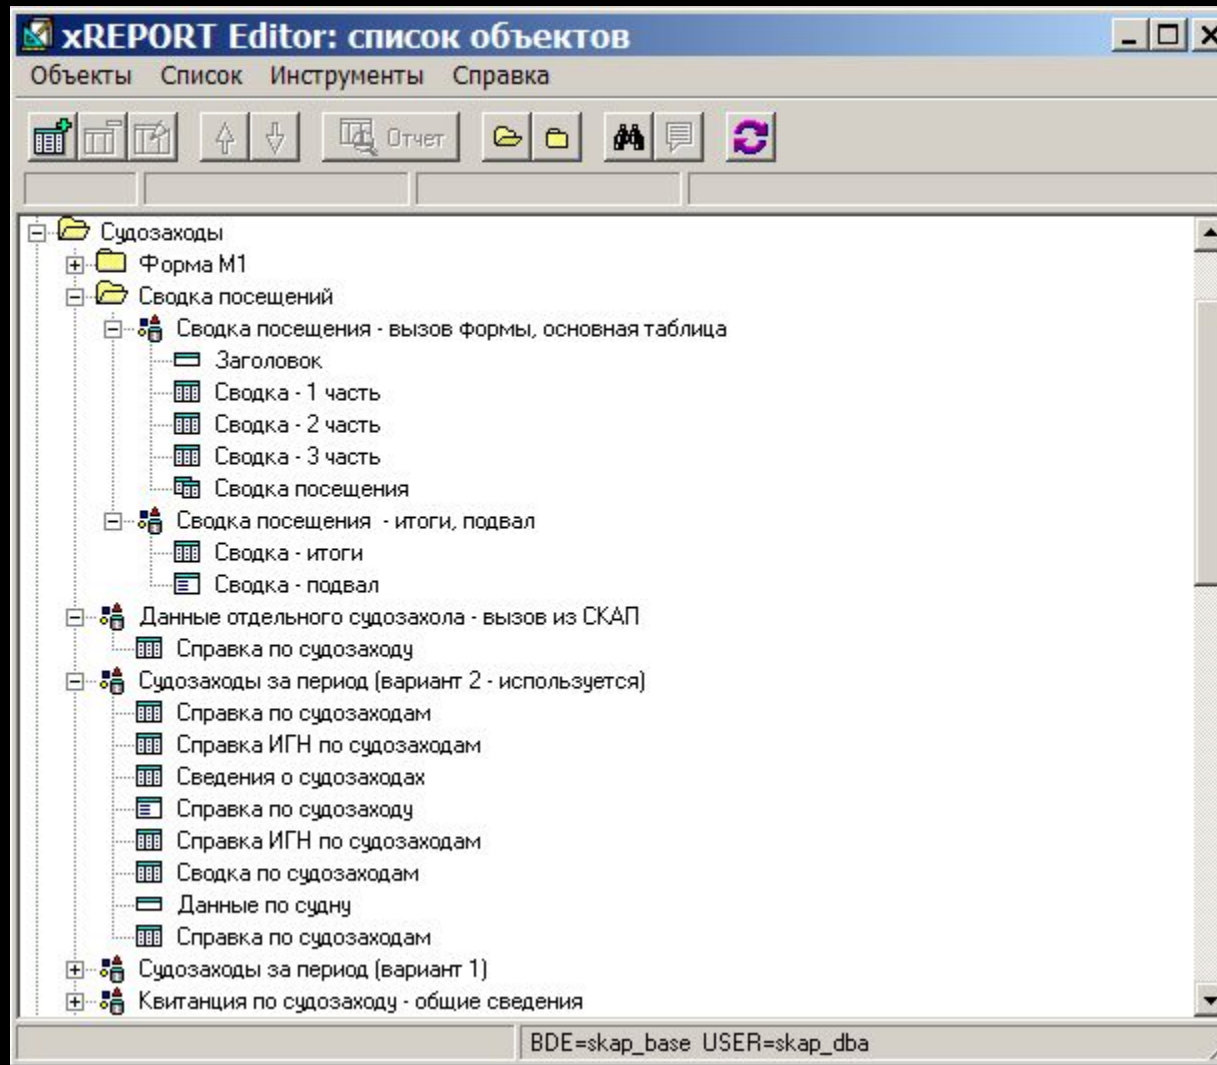 xREPORT Editor: список объектов
Объекты Список Инструменты Справка
Отчет
Судозаходы
Форма М1
Сводка посещений
Сводка посещения - вызов формы, основная таблица
Заголовок
Сводка - 1 часть
Сводка - 2 часть
Сводка - 3 часть
Сводка посещения
Сводка посещения - итоги, подвал
Сводка - итоги
Сводка - подвал
Данные отдельного судозахола - вызов из СКАП
Справка по судозаходу
Судозаходы за период (вариант 2 - используется)
Справка по судозаходам
Справка ИГН по судозаходам
Сведения о судозаходах
Справка по судозаходу
Справка ИГН по судозаходам
Сводка по судозаходам
Данные по судну
Справка по судозаходам
Судозаходы за период (вариант 1)
Квитанция по судозаходу - общие сведения
BDE=skap_base USER=skap_dba